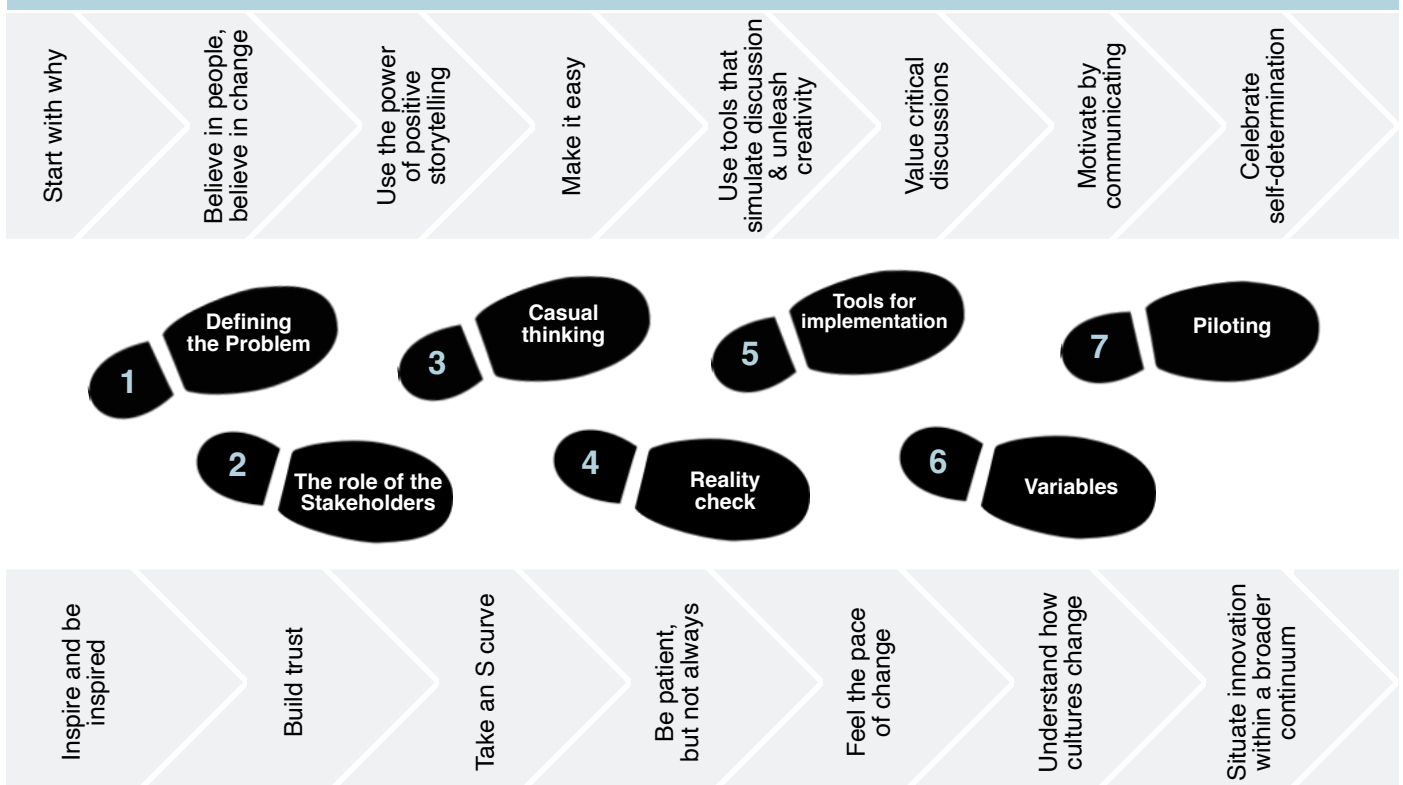 Start with why
Believe in people,
believe in change
Use the power
of positive
storytelling
Make it easy
Use tools that
simulate discussion
& unleash
creativity
Value critical
discussions
Motivate by
communicating
Celebrate
self-determination
1
Defining
the Problem
2
The role of the
Stakeholders
3
Casual
thinking
4
Reality
check
5
Tools for
implementation
6
Variables
7
Piloting
Inspire and be
inspired
Build trust
Take an S curve
Be patient,
but not always
Feel the pace
of change
Understand how
cultures change
Situate innovation
within a broader
continuum